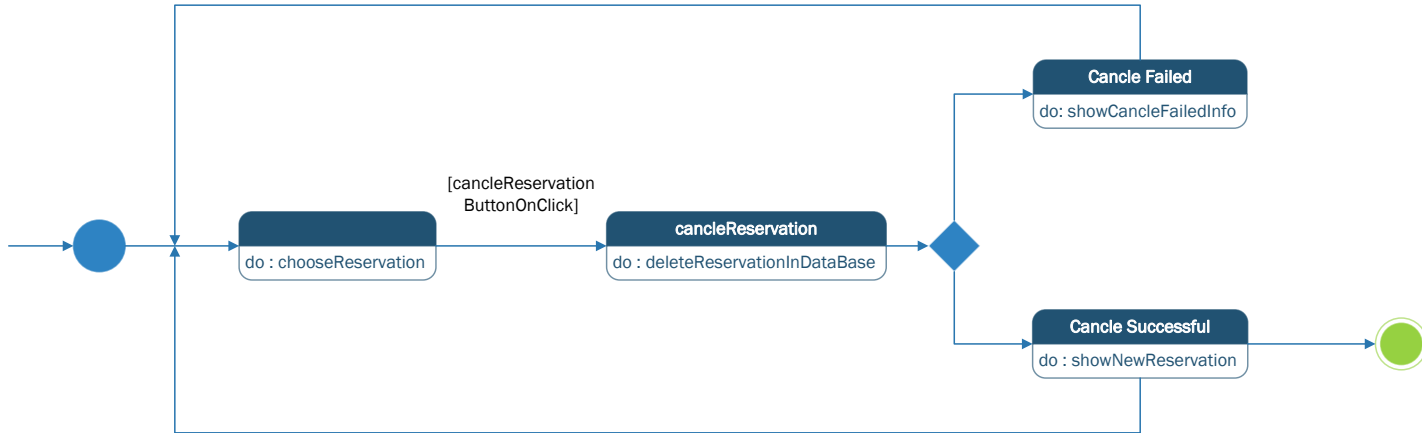 Cancle Failed
do: showCancleFailedInfo
[cancleReservation
ButtonOnClick]
do : chooseReservation
cancleReservation
do : deleteReservationInDataBase
Cancle Successful
do : showNewReservation